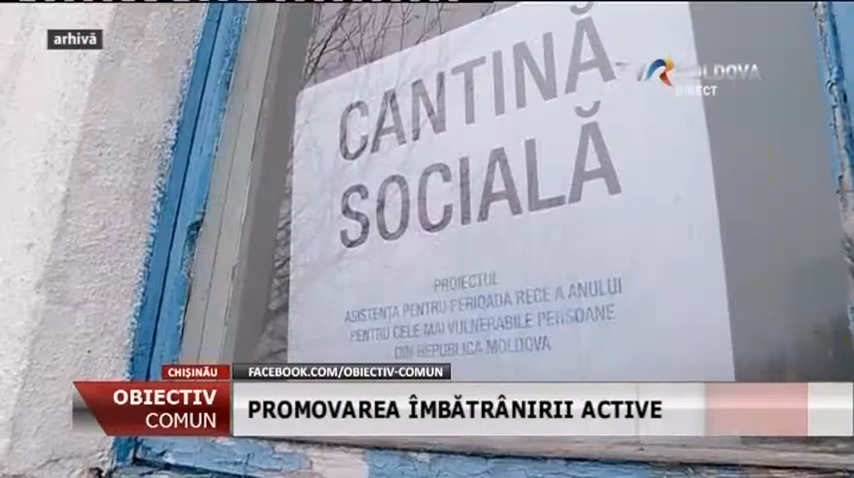 arhivă
TVR MOLDOVA
DIRECT
CANTINĂ
SOCIALĂ
PROIECTUL
ASISTENȚA PENTRU PERIOADA RECE A ANULUI
PENTRU CELE MAI VULNERABILE PERSOANE
DIN REPUBLICA MOLDOVA
CHIȘINĂU
FACEBOOK.COM/OBIECTIV-COMUN
OBIECTIV
COMUN
PROMOVAREA ÎMBĂTRÂNIRII ACTIVE